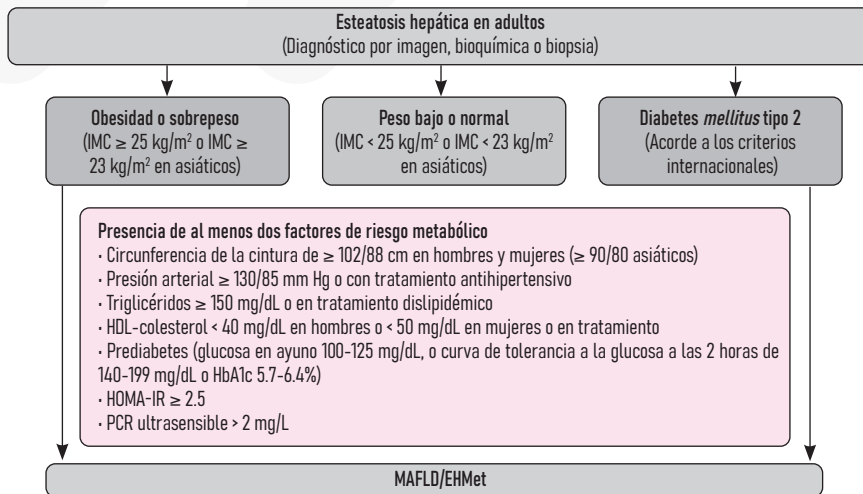 Esteatosis hepática en adultos
(Diagnóstico por imagen, bioquímica o biopsia)
Obesidad o sobrepeso
(IMC ≥ 25 kg/m² o IMC ≥
23 kg/m² en asiáticos)
Peso bajo o normal
(IMC < 25 kg/m² o IMC < 23 kg/m²
en asiáticos)
Diabetes mellitus tipo 2
(Acorde a los criterios
internacionales)
Presencia de al menos dos factores de riesgo metabólico
· Circunferencia de la cintura de ≥ 102/88 cm en hombres y mujeres (≥ 90/80 asiáticos)
· Presión arterial ≥ 130/85 mm Hg o con tratamiento antihipertensivo
· Triglicéridos ≥ 150 mg/dL o en tratamiento dislipidémico
· HDL-colesterol < 40 mg/dL en hombres o < 50 mg/dL en mujeres o en tratamiento
· Prediabetes (glucosa en ayuno 100-125 mg/dL, o curva de tolerancia a la glucosa a las 2 horas de
140-199 mg/dL o HbA1c 5.7-6.4%)
· HOMA-IR ≥ 2.5
· PCR ultrasensible > 2 mg/L
MAFLD/EHMet